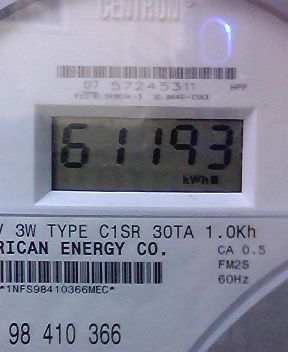 CENTRON
07 57245311 HPP
61193
kWh
V 3W TYPE C1SR 30TA 1.0Kh
RICAN ENERGY CO. CA 0.5
FM2S
*1NFS98410366MEC* 60Hz
98 410 366